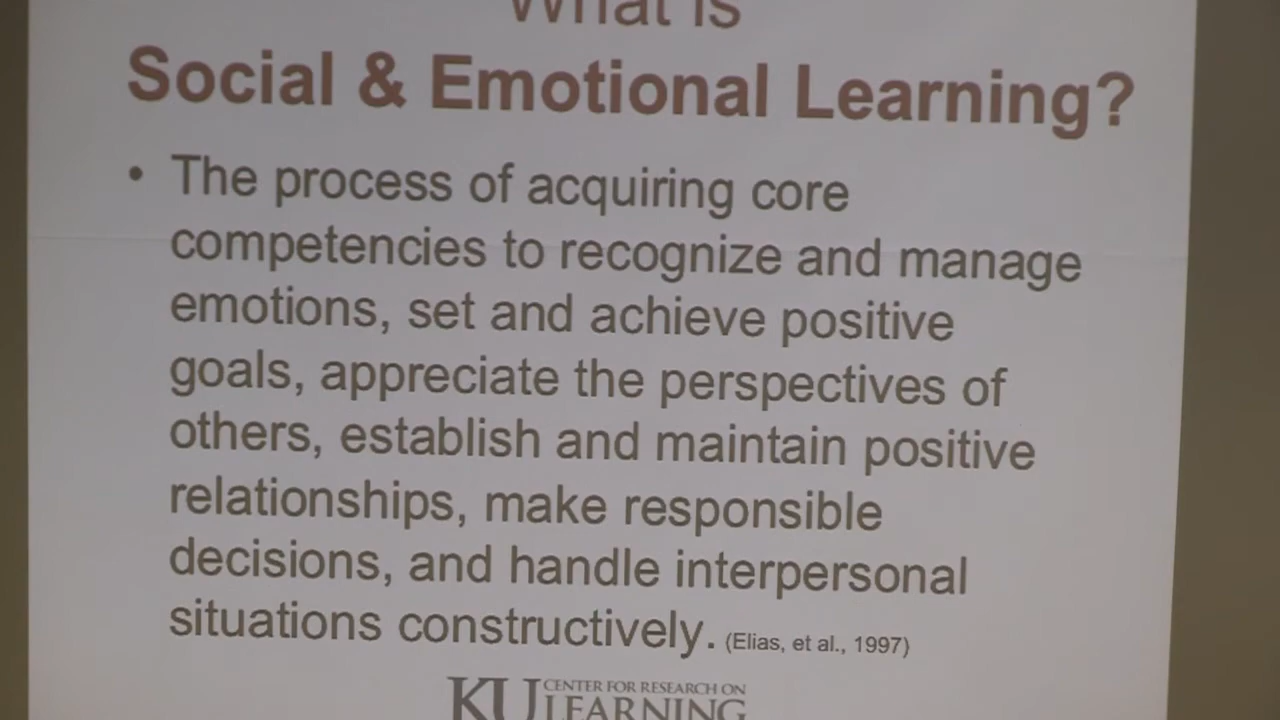 What is
Social & Emotional Learning?
• The process of acquiring core
competencies to recognize and manage
emotions, set and achieve positive
goals, appreciate the perspectives of
others, establish and maintain positive
relationships, make responsible
decisions, and handle interpersonal
situations constructively. (Elias, et al., 1997)
KU CENTER FOR RESEARCH ON
LEARNING